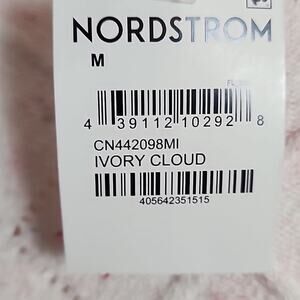 NORDSTROM
M
4 39112 10292 8
CN442098MI
IVORY CLOUD
405642351515